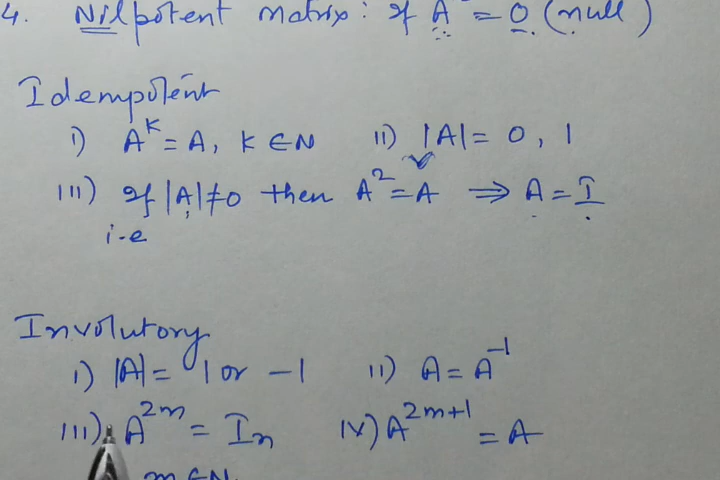 4. Nilpotent matrix: If A = 0 (null)
Idempotent
i) A^k = A, k ∈ N ii) |A| = 0, 1
iii) If |A| ≠ 0 then A² = A ⇒ A = I
i.e
Involutory
i) |A| = 1 or -1 ii) A = A⁻¹
iii) A^2m = In iv) A^2m+1 = A
m ∈ N